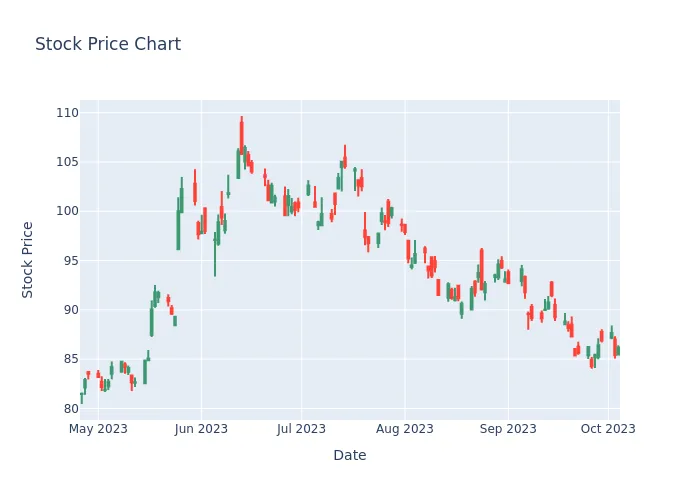 Stock Price Chart
110
105
100
95
90
85
80
Stock Price
May 2023
Jun 2023
Jul 2023
Aug 2023
Sep 2023
Oct 2023
Date